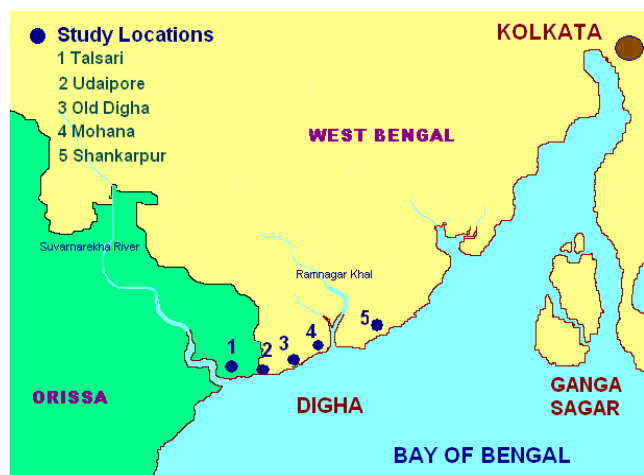 Study Locations
1 Talsari
2 Udaipore
3 Old Digha
4 Mohana
5 Shankarpur
KOLKATA
WEST BENGAL
Suvarnarekha River
Ramnagar Khal
1
2
3
4
5
ORISSA
DIGHA
GANGA
SAGAR
BAY OF BENGAL